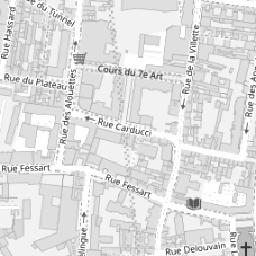 Rue du Tunnel
Rue Hassard
Rue de la Villette
Cours du 7e Art
Rue du Plateau
Rue des Alouettes
Rue Carducci
Rue Fessart
Rue Fessart
Rue Delouvain